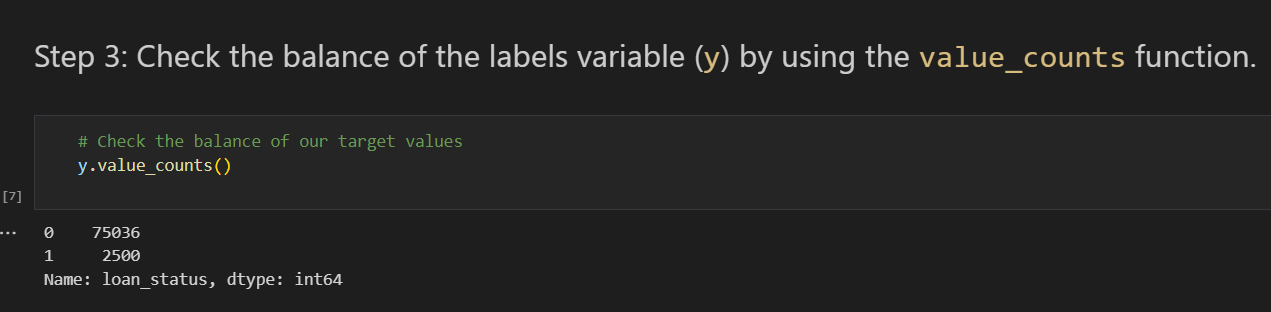 Step 3: Check the balance of the labels variable (y) by using the value_counts function.
# Check the balance of our target values
y.value_counts()
[7]
...
0    75036
1     2500
Name: loan_status, dtype: int64